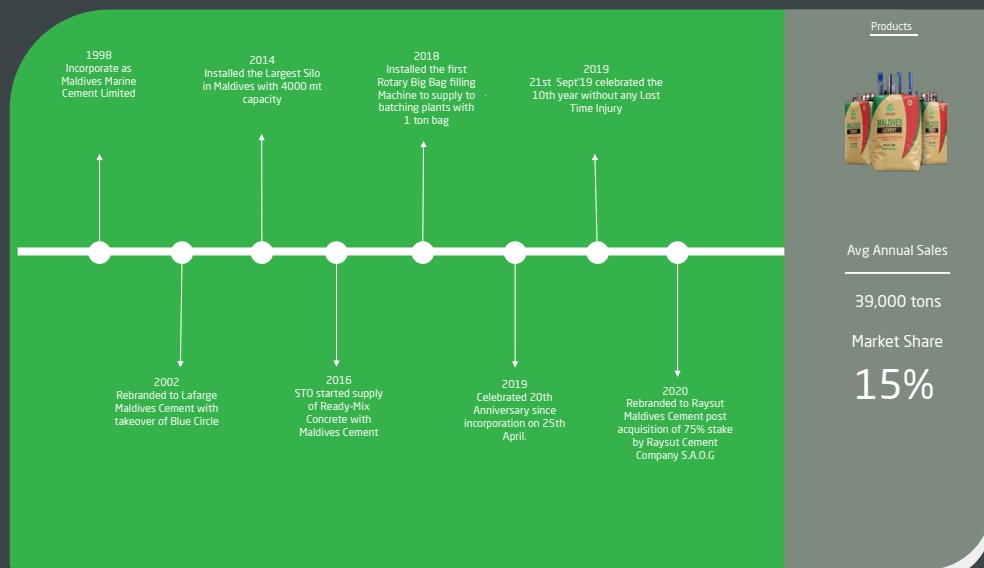 Products
1998
Incorporate as
Maldives Marine
Cement Limited
2014
Installed the Largest Silo
in Maldives with 4000 mt
capacity
2018
Installed the first
Rotary Big Bag filling
Machine to supply to
batching plants with
1 ton bag
2019
21st Sept'19 celebrated the
10th year without any Lost
Time Injury
2002
Rebranded to Lafarge
Maldives Cement with
takeover of Blue Circle
2016
STO started supply
of Ready-Mix
Concrete with
Maldives Cement
2019
Celebrated 20th
Anniversary since
incorporation on 25th
April.
2020
Rebranded to Raysut
Maldives Cement post
acquisition of 75% stake
by Raysut Cement
Company S.A.O.G
MALDIVES
CEMENT
Avg Annual Sales
39,000 tons
Market Share
15%